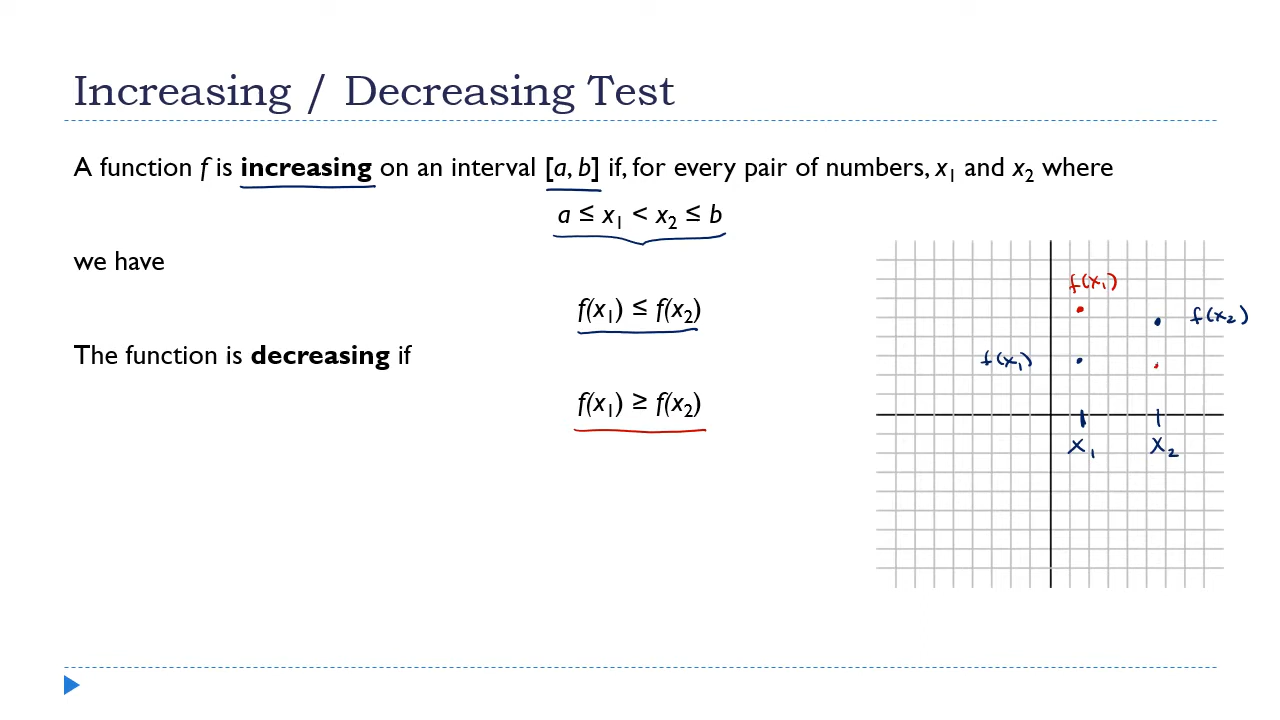 Increasing / Decreasing Test
A function f is increasing on an interval [a, b] if, for every pair of numbers, x₁ and x₂ where
a ≤ x₁ < x₂ ≤ b
we have
f(x₁) ≤ f(x₂)
The function is decreasing if
f(x₁) ≥ f(x₂)
f(x₁)
f(x₂)
f(x₁)
x₁ x₂